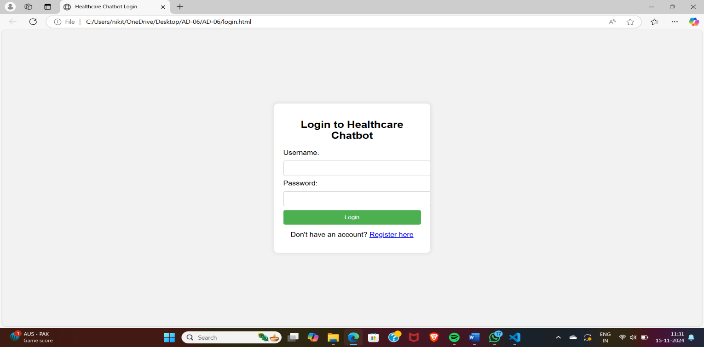 Healthcare Chatbot Login
File
C:/Users/nikit/OneDrive/Desktop/AD-06/AD-06/login.html
Login to Healthcare
Chatbot
Username:
Password:
Login
Don't have an account? Register here
AUS - PAK
Game score
Search
ENG
IN
11:31
15-11-2024